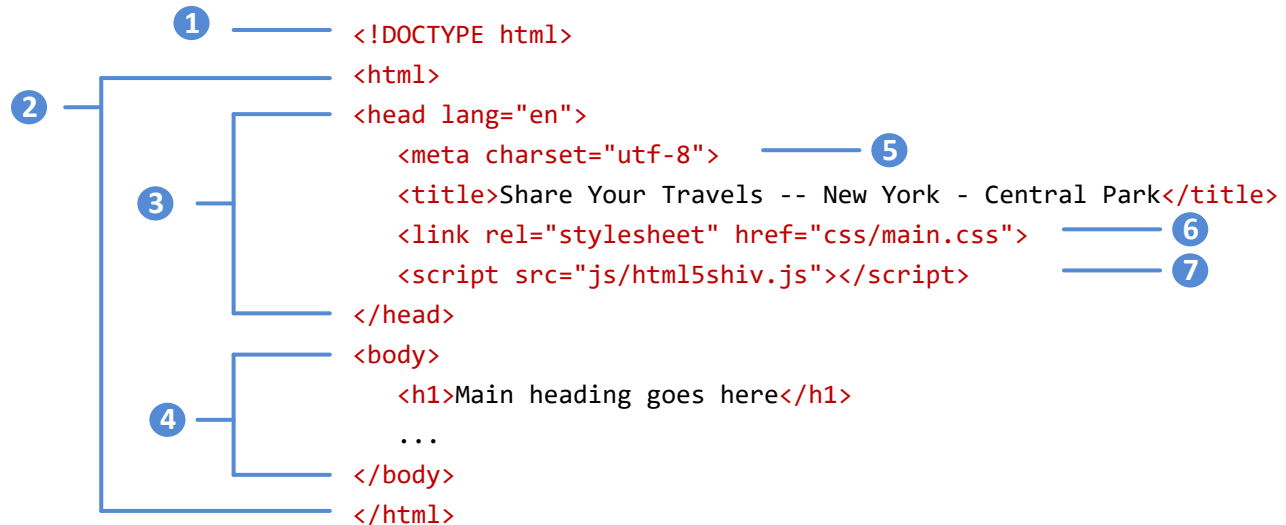 1 <!DOCTYPE html>
<html>
2 <head lang="en">
<meta charset="utf-8"> 5
3 <title>Share Your Travels -- New York - Central Park</title>
<link rel="stylesheet" href="css/main.css"> 6
<script src="js/html5shiv.js"></script> 7
</head>
<body>
<h1>Main heading goes here</h1>
4 ...
</body>
</html>